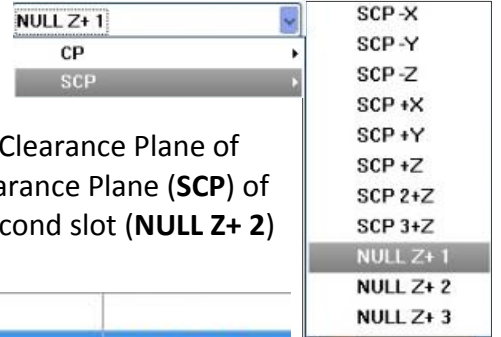 NULL Z+ 1
CP
SCP
Clearance Plane of
arance Plane (SCP) of
cond slot (NULL Z+ 2)
SCP -X
SCP -Y
SCP -Z
SCP +X
SCP +Y
SCP +Z
SCP 2+Z
SCP 3+Z
NULL Z+ 1
NULL Z+ 2
NULL Z+ 3